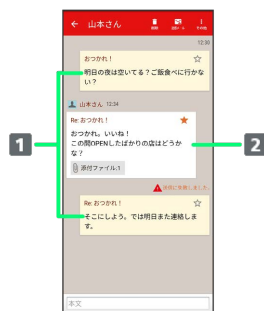 山本さん
削除
その他
12:30
おつかれ！
明日の夜は空いてる？ご飯食べに行かな
い？
山本さん 12:34
Re: おつかれ！
おつかれ。いいね！
この間OPENしたばかりの店はどうか
な？
添付ファイル:1
1
2
送信に失敗しました。
Re: おつかれ！
そこにしよう。では明日また連絡しま
す。
本文